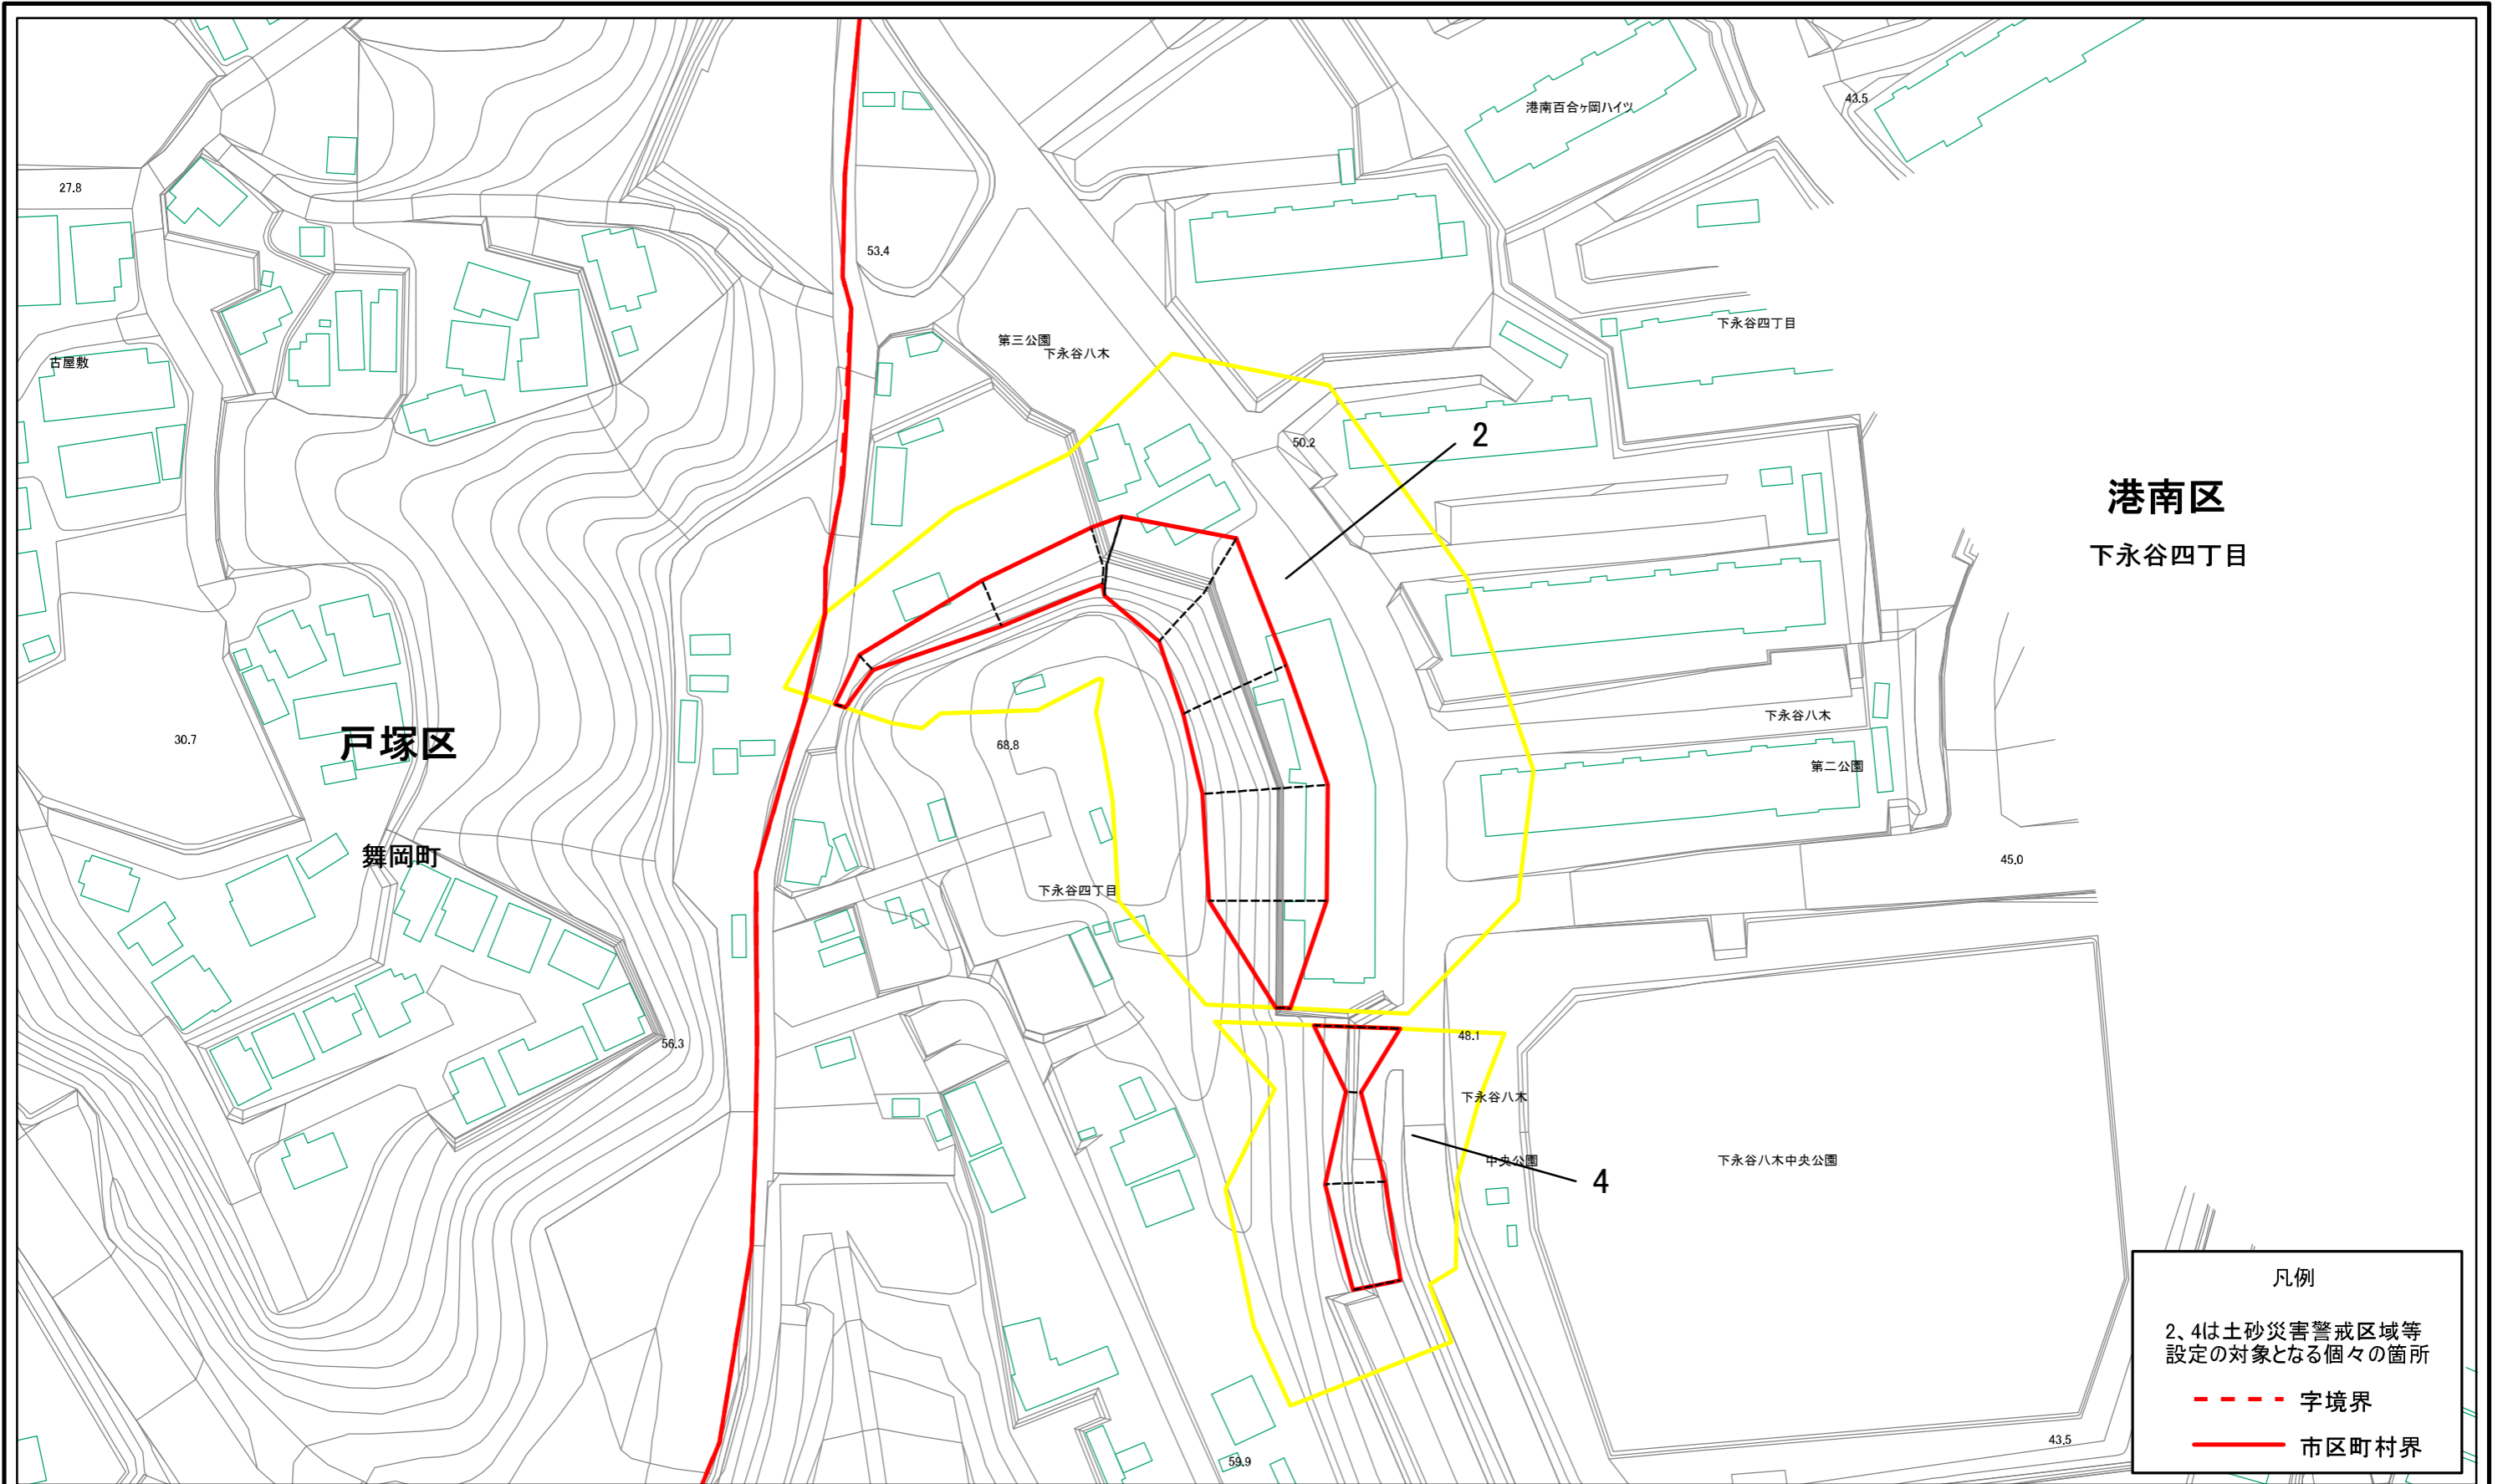 港南百合ヶ岡ハイツ
43.5
27.8
53.4
第三公園
下永谷八木
下永谷四丁目
古屋敷
50.2
2
港南区
下永谷四丁目
下永谷八木
30.7
戸塚区
68.8
第二公園
舞岡町
45.0
下永谷四丁目
56.3
48.1
下永谷八木
中央公園
下永谷八木中央公園
4
凡例
2、4は土砂災害警戒区域等
設定の対象となる個々の箇所
字境界
市区町村界
43.5
59.9